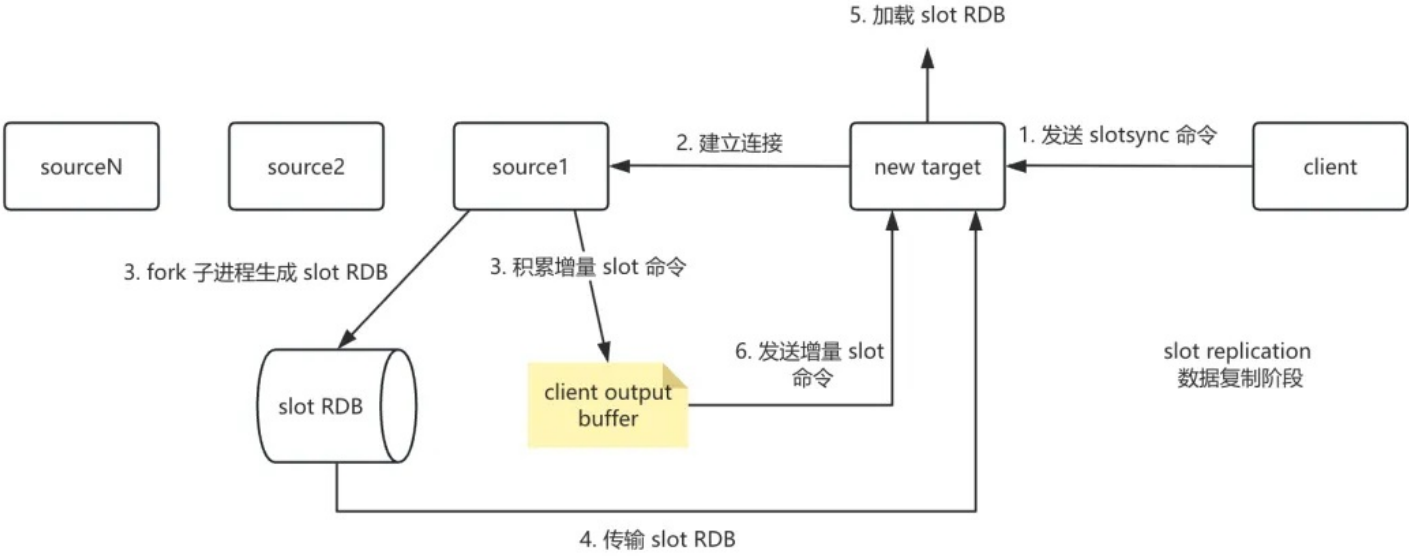 5. 加载 slot RDB
sourceN
source2
source1
2. 建立连接
new target
1. 发送 slotsync 命令
client
3. fork 子进程生成 slot RDB
3. 积累增量 slot 命令
slot RDB
client output
buffer
6. 发送增量 slot
命令
slot replication
数据复制阶段
4. 传输 slot RDB